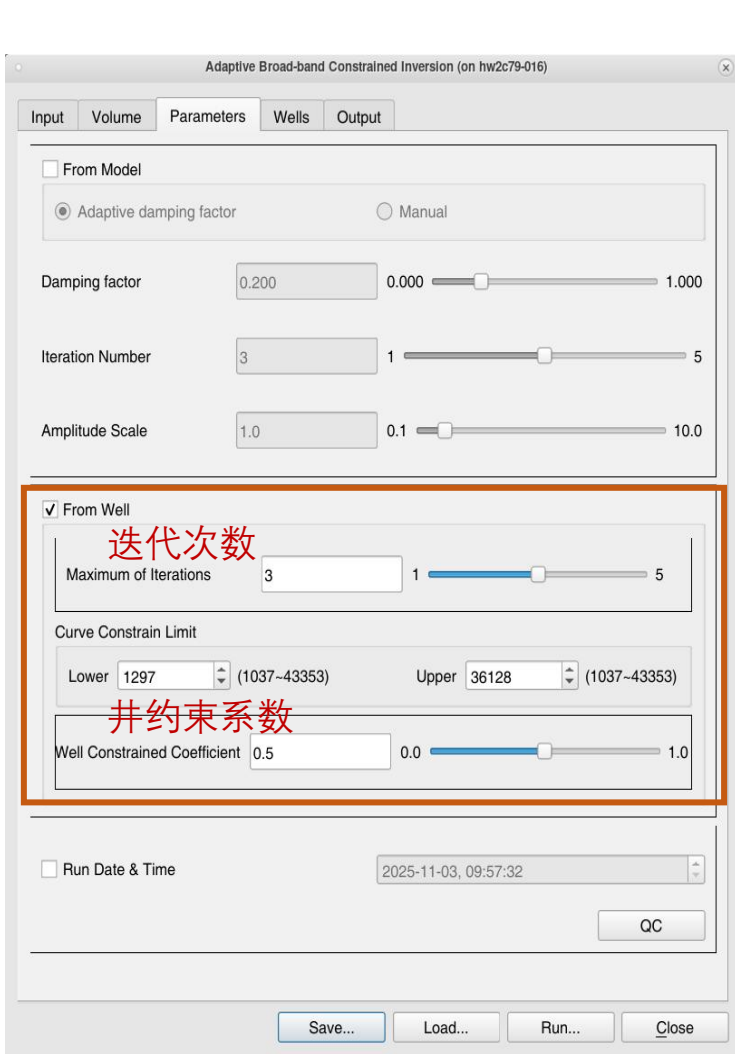 Adaptive Broad-band Constrained Inversion (on hw2c79-016)
Input Volume Parameters Wells Output
From Model
Adaptive damping factor Manual
Damping factor 0.200 0.000 1.000
Iteration Number 3 1 5
Amplitude Scale 1.0 0.1 10.0
From Well
迭代次数
Maximum of Iterations 3 1 5
Curve Constrain Limit
Lower 1297 (1037~43353) Upper 36128 (1037~43353)
井约束系数
Well Constrained Coefficient 0.5 0.0 1.0
Run Date & Time 2025-11-03, 09:57:32
QC
Save... Load... Run... Close